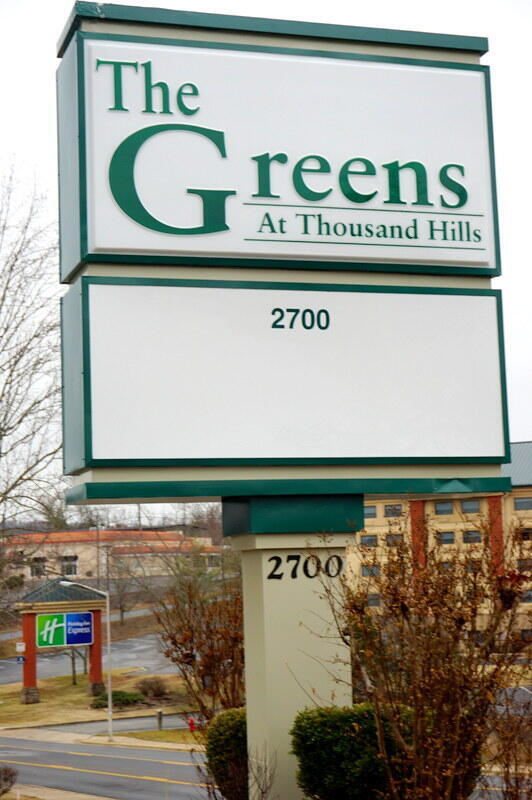 The
Greens
At Thousand Hills
2700
2700
H
Holiday Inn
Express